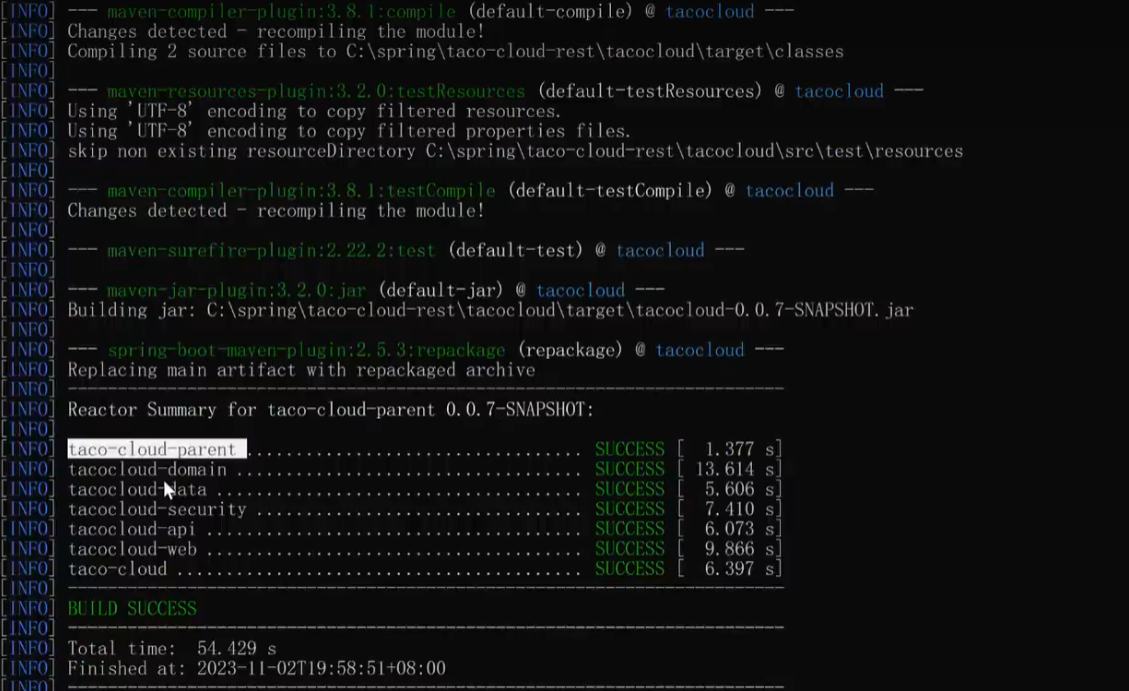 [INFO] --- maven-compiler-plugin:3.8.1:compile (default-compile) @ tacocloud ---
[INFO] Changes detected - recompiling the module!
[INFO] Compiling 2 source files to C:\spring\taco-cloud-rest\tacocloud\target\classes
[INFO]
[INFO] --- maven-resources-plugin:3.2.0:testResources (default-testResources) @ tacocloud ---
[INFO] Using 'UTF-8' encoding to copy filtered resources.
[INFO] Using 'UTF-8' encoding to copy filtered properties files.
[INFO] skip non existing resourceDirectory C:\spring\taco-cloud-rest\tacocloud\src\test\resources
[INFO]
[INFO] --- maven-compiler-plugin:3.8.1:testCompile (default-testCompile) @ tacocloud ---
[INFO] Changes detected - recompiling the module!
[INFO]
[INFO] --- maven-surefire-plugin:2.22.2:test (default-test) @ tacocloud ---
[INFO]
[INFO] --- maven-jar-plugin:3.2.0:jar (default-jar) @ tacocloud ---
[INFO] Building jar: C:\spring\taco-cloud-rest\tacocloud\target\tacocloud-0.0.7-SNAPSHOT.jar
[INFO]
[INFO] --- spring-boot-maven-plugin:2.5.3:repackage (repackage) @ tacocloud ---
[INFO] Replacing main artifact with repackaged archive
[INFO] ------------------------------------------------------------------------
[INFO] Reactor Summary for taco-cloud-parent 0.0.7-SNAPSHOT:
[INFO]
[INFO] taco-cloud-parent .................................. SUCCESS [  1.377 s]
[INFO] tacocloud-domain ................................... SUCCESS [ 13.614 s]
[INFO] tacocloud-data ..................................... SUCCESS [  5.606 s]
[INFO] tacocloud-security ................................. SUCCESS [  7.410 s]
[INFO] tacocloud-api ...................................... SUCCESS [  6.073 s]
[INFO] tacocloud-web ...................................... SUCCESS [  9.866 s]
[INFO] taco-cloud ......................................... SUCCESS [  6.397 s]
[INFO] ------------------------------------------------------------------------
[INFO] BUILD SUCCESS
[INFO] ------------------------------------------------------------------------
[INFO] Total time:  54.429 s
[INFO] Finished at: 2023-11-02T19:58:51+08:00
[INFO] ------------------------------------------------------------------------